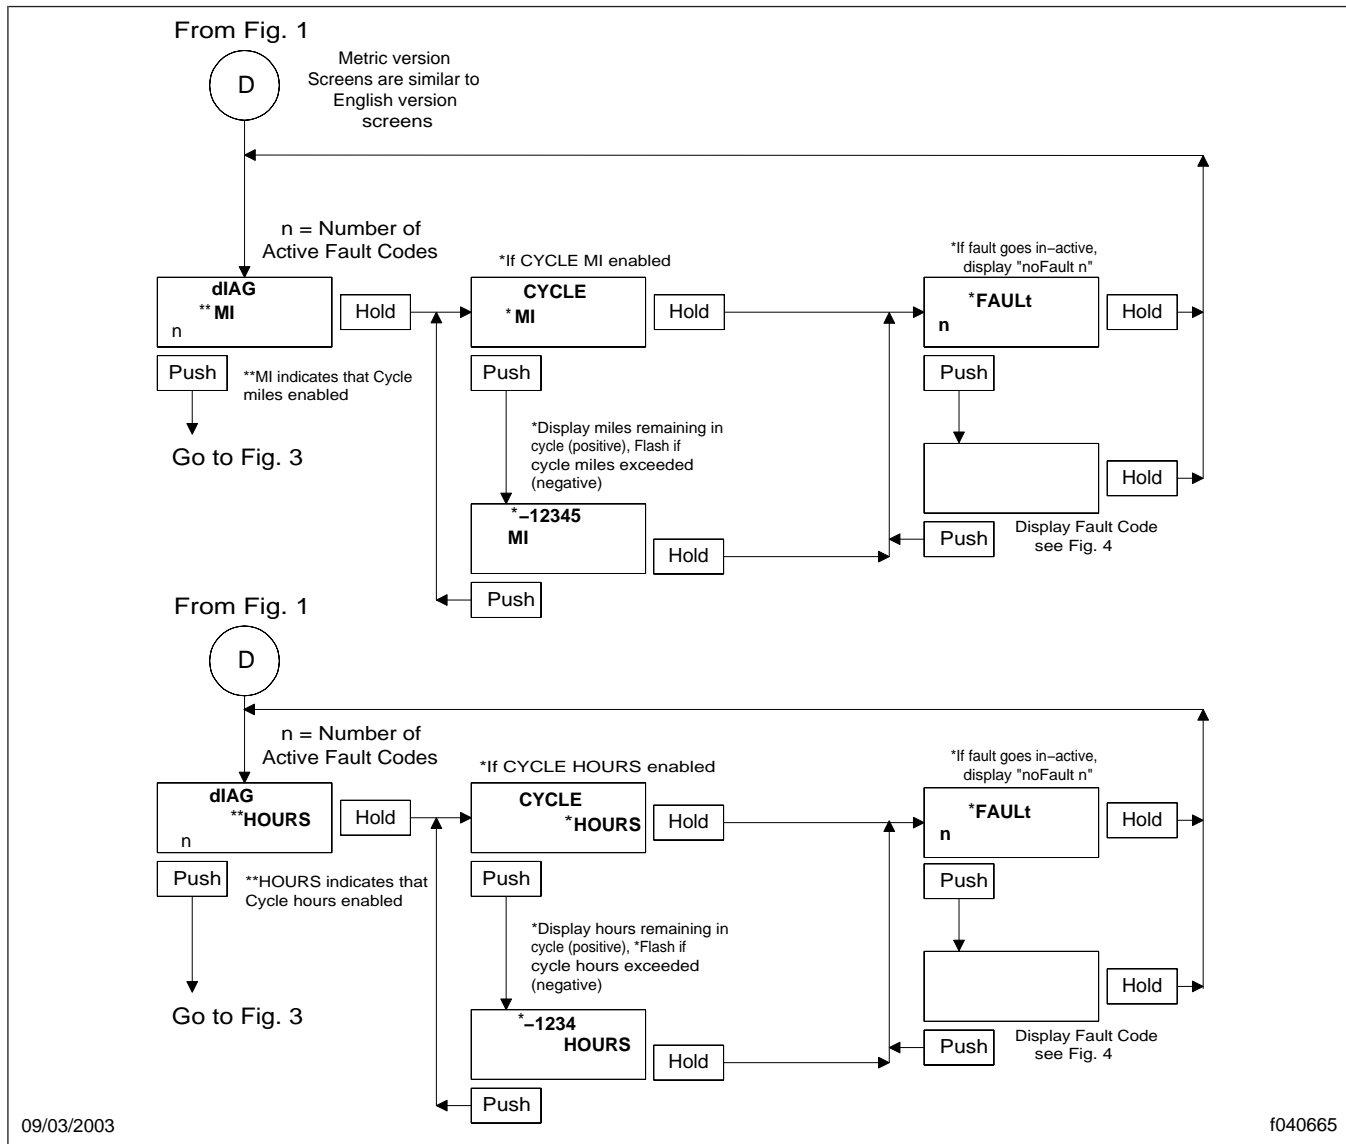 From Fig. 1
D
Metric version
Screens are similar to
English version
screens
n = Number of
Active Fault Codes
dIAG
**MI
n
Hold
Push
**MI indicates that Cycle
miles enabled
Go to Fig. 3
*If CYCLE MI enabled
CYCLE
*MI
Hold
Push
*Display miles remaining in
cycle (positive), Flash if
cycle miles exceeded
(negative)
*–12345
MI
Hold
Push
*If fault goes in–active,
display "noFault n"
*FAULt
n
Hold
Push
Hold
Push
Display Fault Code
see Fig. 4
From Fig. 1
D
n = Number of
Active Fault Codes
dIAG
**HOURS
n
Hold
Push
**HOURS indicates that
Cycle hours enabled
Go to Fig. 3
*If CYCLE HOURS enabled
CYCLE
*HOURS
Hold
Push
*Display hours remaining in
cycle (positive), *Flash if
cycle hours exceeded
(negative)
*–1234
HOURS
Hold
Push
*If fault goes in–active,
display "noFault n"
*FAULt
n
Hold
Push
Hold
Push
Display Fault Code
see Fig. 4
09/03/2003
f040665